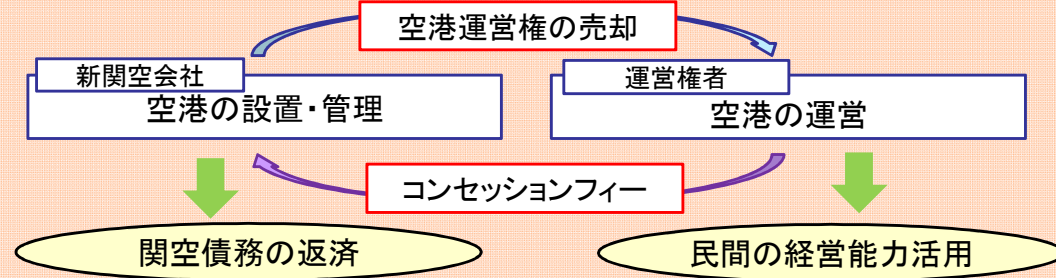 空港運営権の売却
新関空会社
空港の設置・管理
運営権者
空港の運営
コンセッションフィー
関空債務の返済
民間の経営能力活用